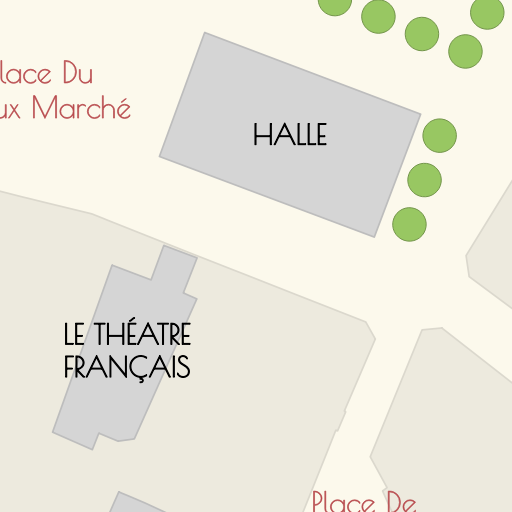 lace Du
ux Marché
HALLE
LE THÉATRE
FRANÇAIS
Place De